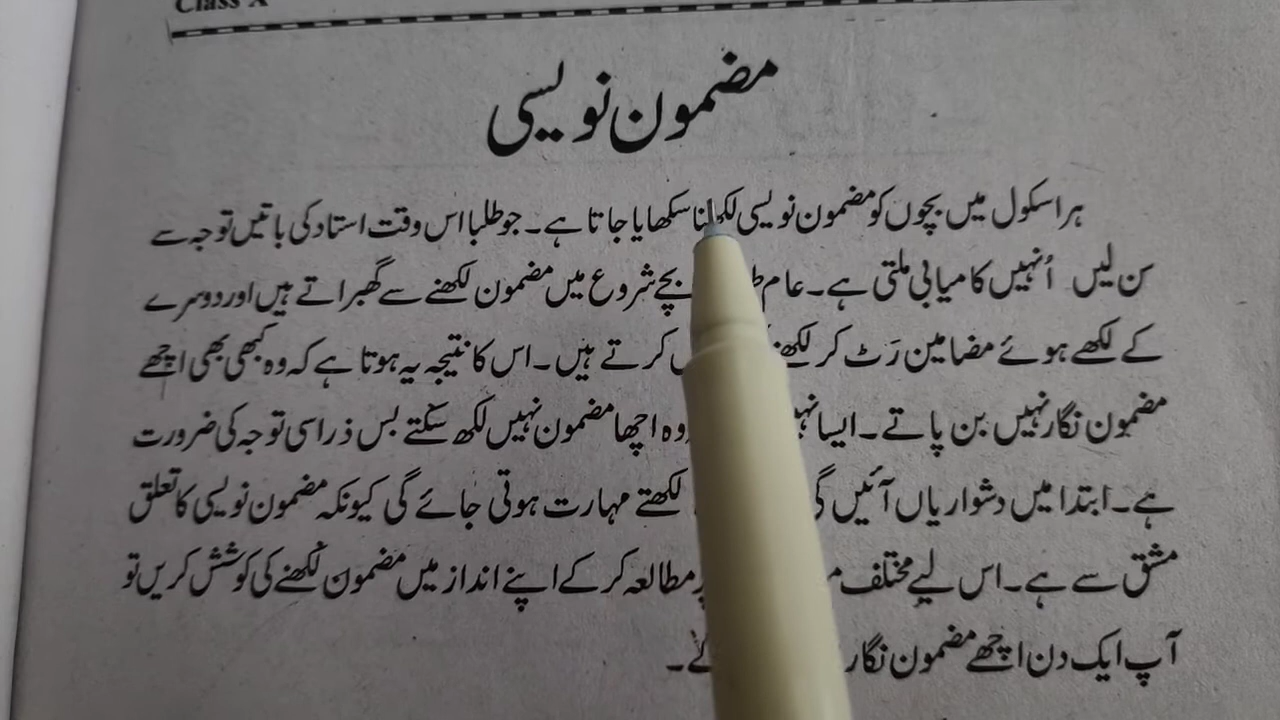 Class X
مضمون نویسی
ہر اسکول میں بچوں کو مضمون نویسی لکھنا سکھایا جاتا ہے۔ جو طلبا اس وقت استاد کی باتیں توجہ سے
سن لیں اُنہیں کامیابی ملتی ہے۔ عام بچے شروع میں مضمون لکھنے سے گھبراتے ہیں اور دوسرے
کے لکھے ہوئے مضامین رَٹ کر لکھنے کرتے ہیں۔ اس کا نتیجہ یہ ہوتا ہے کہ وہ کبھی بھی اچھے
مضمون نگار نہیں بن پاتے۔ ایسا وہ اچھا مضمون نہیں لکھ سکتے بس ذرا سی توجہ کی ضرورت
ہے۔ ابتدا میں دشواریاں آئیں گی لکھتے مہارت ہوتی جائے گی کیونکہ مضمون نویسی کا تعلق
مشق سے ہے۔ اس لیے مختلف مطالعہ کر کے اپنے انداز میں مضمون لکھنے کی کوشش کریں تو
آپ ایک دن اچھے مضمون نگار